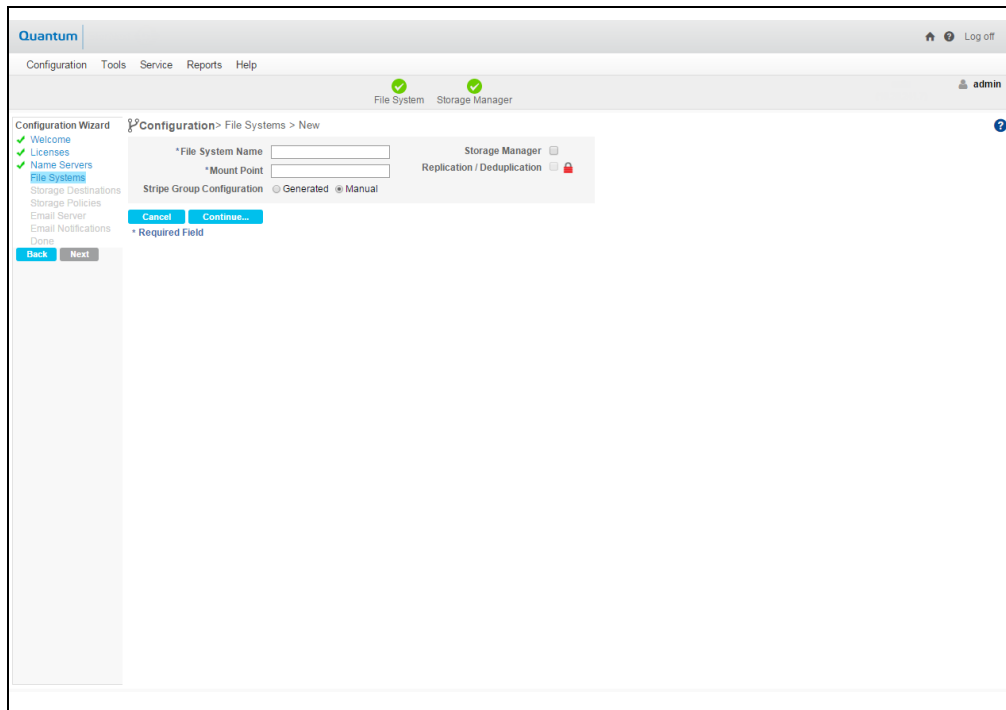 Quantum
Log off
Configuration Tools Service Reports Help
File System Storage Manager
admin
Configuration Wizard
Welcome
Licenses
Name Servers
File Systems
Storage Destinations
Storage Policies
Email Server
Email Notifications
Done
Back Next
Configuration> File Systems > New
*File System Name
Storage Manager
*Mount Point
Replication / Deduplication
Stripe Group Configuration Generated Manual
Cancel Continue...
* Required Field